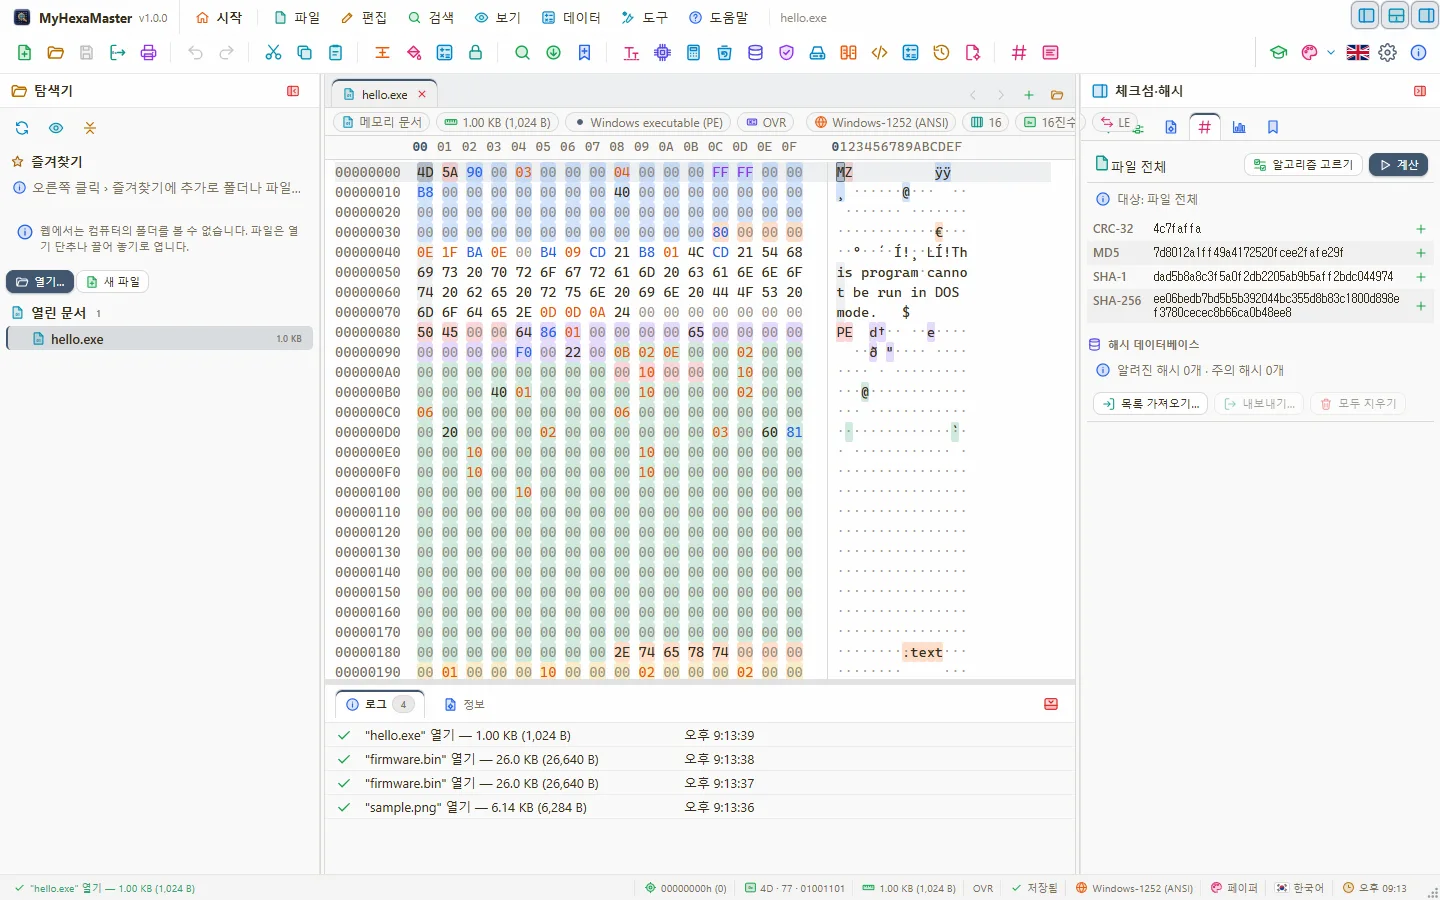 MyHexaMaster v1.0.0
시작
파일
편집
검색
보기
데이터
도구
도움말
hello.exe
탐색기
즐겨찾기
오른쪽 클릭 › 즐겨찾기에 추가로 폴더나 파일...
웹에서는 컴퓨터의 폴더를 볼 수 없습니다. 파일은 열
기 단추나 끌어 놓기로 엽니다.
열기...
새 파일
열린 문서 1
hello.exe 1.0 KB
hello.exe
메모리 문서
1.00 KB (1,024 B)
Windows executable (PE)
OVR
Windows-1252 (ANSI)
16
16진수
LE
00 01 02 03 04 05 06 07 08 09 0A 0B 0C 0D 0E 0F 0123456789ABCDEF
00000000 4D 5A 90 00 03 00 00 00 04 00 00 00 FF FF 00 00 MZ ÿÿ
00000010 B8 00 00 00 00 00 00 00 40 00 00 00 00 00 00 00 ¸·······@··· ··
00000020 00 00 00 00 00 00 00 00 00 00 00 00 00 00 00 00
00000030 00 00 00 00 00 00 00 00 00 00 00 00 80 00 00 00 €
00000040 0E 1F BA 0E 00 B4 09 CD 21 B8 01 4C CD 21 54 68 º ´ Í!¸ LÍ!Th
00000050 69 73 20 70 72 6F 67 72 61 6D 20 63 61 6E 6E 6F is program canno
00000060 74 20 62 65 20 72 75 6E 20 69 6E 20 44 4F 53 20 t be run in DOS
00000070 6D 6F 64 65 2E 0D 0D 0A 24 00 00 00 00 00 00 00 mode. $
00000080 50 45 00 00 64 86 01 00 00 00 00 65 00 00 00 00 PE d† e
00000090 00 00 00 00 F0 00 22 00 0B 02 0E 00 00 02 00 00 ð "
000000A0 00 00 00 00 00 00 00 00 00 10 00 00 00 10 00 00
000000B0 00 00 00 40 01 00 00 00 00 10 00 00 00 02 00 00 @
000000C0 06 00 00 00 00 00 00 00 06 00 00 00 00 00 00 00
000000D0 00 20 00 00 00 02 00 00 00 00 00 00 03 00 60 81 `
000000E0 00 00 10 00 00 00 00 00 00 10 00 00 00 00 00 00
000000F0 00 00 10 00 00 00 00 00 00 10 00 00 00 00 00 00
00000100 00 00 00 00 10 00 00 00 00 00 00 00 00 00 00 00
00000110 00 00 00 00 00 00 00 00 00 00 00 00 00 00 00 00
00000120 00 00 00 00 00 00 00 00 00 00 00 00 00 00 00 00
00000130 00 00 00 00 00 00 00 00 00 00 00 00 00 00 00 00
00000140 00 00 00 00 00 00 00 00 00 00 00 00 00 00 00 00
00000150 00 00 00 00 00 00 00 00 00 00 00 00 00 00 00 00
00000160 00 00 00 00 00 00 00 00 00 00 00 00 00 00 00 00
00000170 00 00 00 00 00 00 00 00 00 00 00 00 00 00 00 00
00000180 00 00 00 00 00 00 00 00 2E 74 65 78 74 00 00 00 .text
00000190 00 01 00 00 00 10 00 00 00 02 00 00 00 02 00 00
로그 4
정보
"hello.exe" 열기 — 1.00 KB (1,024 B) 오후 9:13:39
"firmware.bin" 열기 — 26.0 KB (26,640 B) 오후 9:13:38
"firmware.bin" 열기 — 26.0 KB (26,640 B) 오후 9:13:37
"sample.png" 열기 — 6.14 KB (6,284 B) 오후 9:13:36
체크섬·해시
파일 전체
알고리즘 고르기
계산
대상: 파일 전체
CRC-32 4c7faffa
MD5 7d8012a1ff49a4172520fcee2fafe29f
SHA-1 dad5b8a8c3f5a0f2db2205ab9b5aff2bdc044974
SHA-256 ee06bedb7bd5b5b392044bc355d8b83c1800d898e
f3780cecec8b66ca0b48ee8
해시 데이터베이스
알려진 해시 0개 · 주의 해시 0개
목록 가져오기...
내보내기...
모두 지우기
"hello.exe" 열기 — 1.00 KB (1,024 B)
00000000h (0)
4D · 77 · 01001101
1.00 KB (1,024 B)
OVR
저장됨
Windows-1252 (ANSI)
페이퍼
한국어
오후 09:13